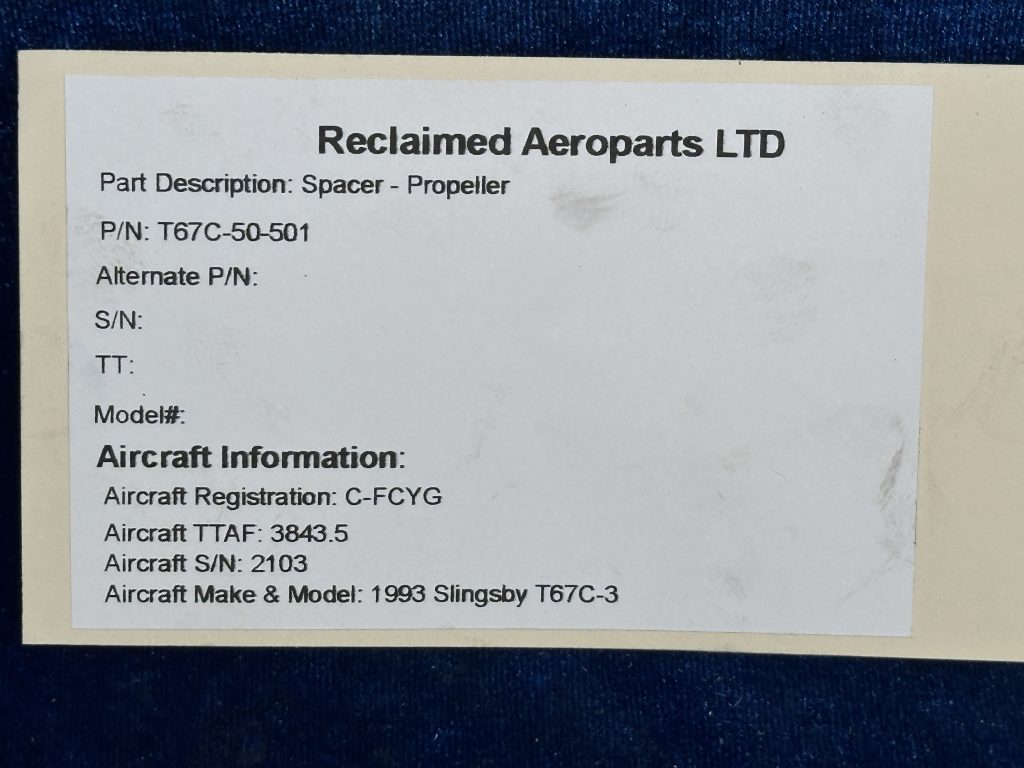 Reclaimed Aeroparts LTD
Part Description: Spacer - Propeller
P/N: T67C-50-501
Alternate P/N:
S/N:
TT:
Model#:
Aircraft Information:
Aircraft Registration: C-FCYG
Aircraft TTAF: 3843.5
Aircraft S/N: 2103
Aircraft Make & Model: 1993 Slingsby T67C-3